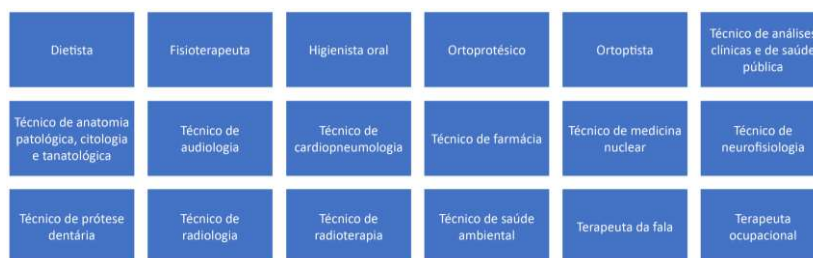 Dietista
Fisioterapeuta
Higienista oral
Ortoprotésico
Ortoptista
Técnico de análises
clínicas e de saúde
pública
Técnico de anatomia
patológica, citologia
e tanatológica
Técnico de
audiologia
Técnico de
cardiopneumologia
Técnico de farmácia
Técnico de medicina
nuclear
Técnico de
neurofisiologia
Técnico de prótese
dentária
Técnico de
radiologia
Técnico de
radioterapia
Técnico de saúde
ambiental
Terapeuta da fala
Terapeuta
ocupacional